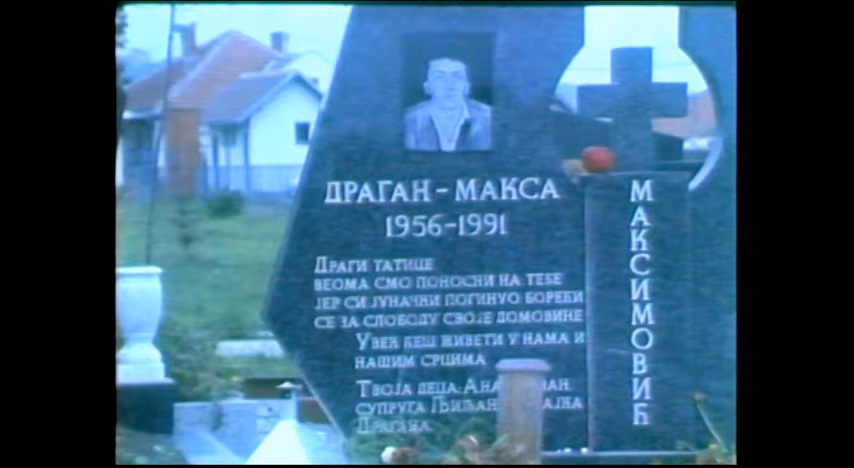 ДРАГАН - МАКСА
1956-1991
ДРАГИ ТАТИЦЕ
ВЕОМА СМО ПОНОСНИ НА ТЕБЕ
ЈЕР СИ ЈУНАЧКИ ПОГИНУО БОРЕЋИ
СЕ ЗА СЛОБОДУ СВОЈЕ ДОМОВИНЕ
УВЕК ЋЕШ ЖИВЕТИ У НАМА И
НАШИМ СРЦИМА
ТВОЈА ДЕЦА: АНА
СУПРУГА
ДРАГАНА
МАКСИМОВИЋ